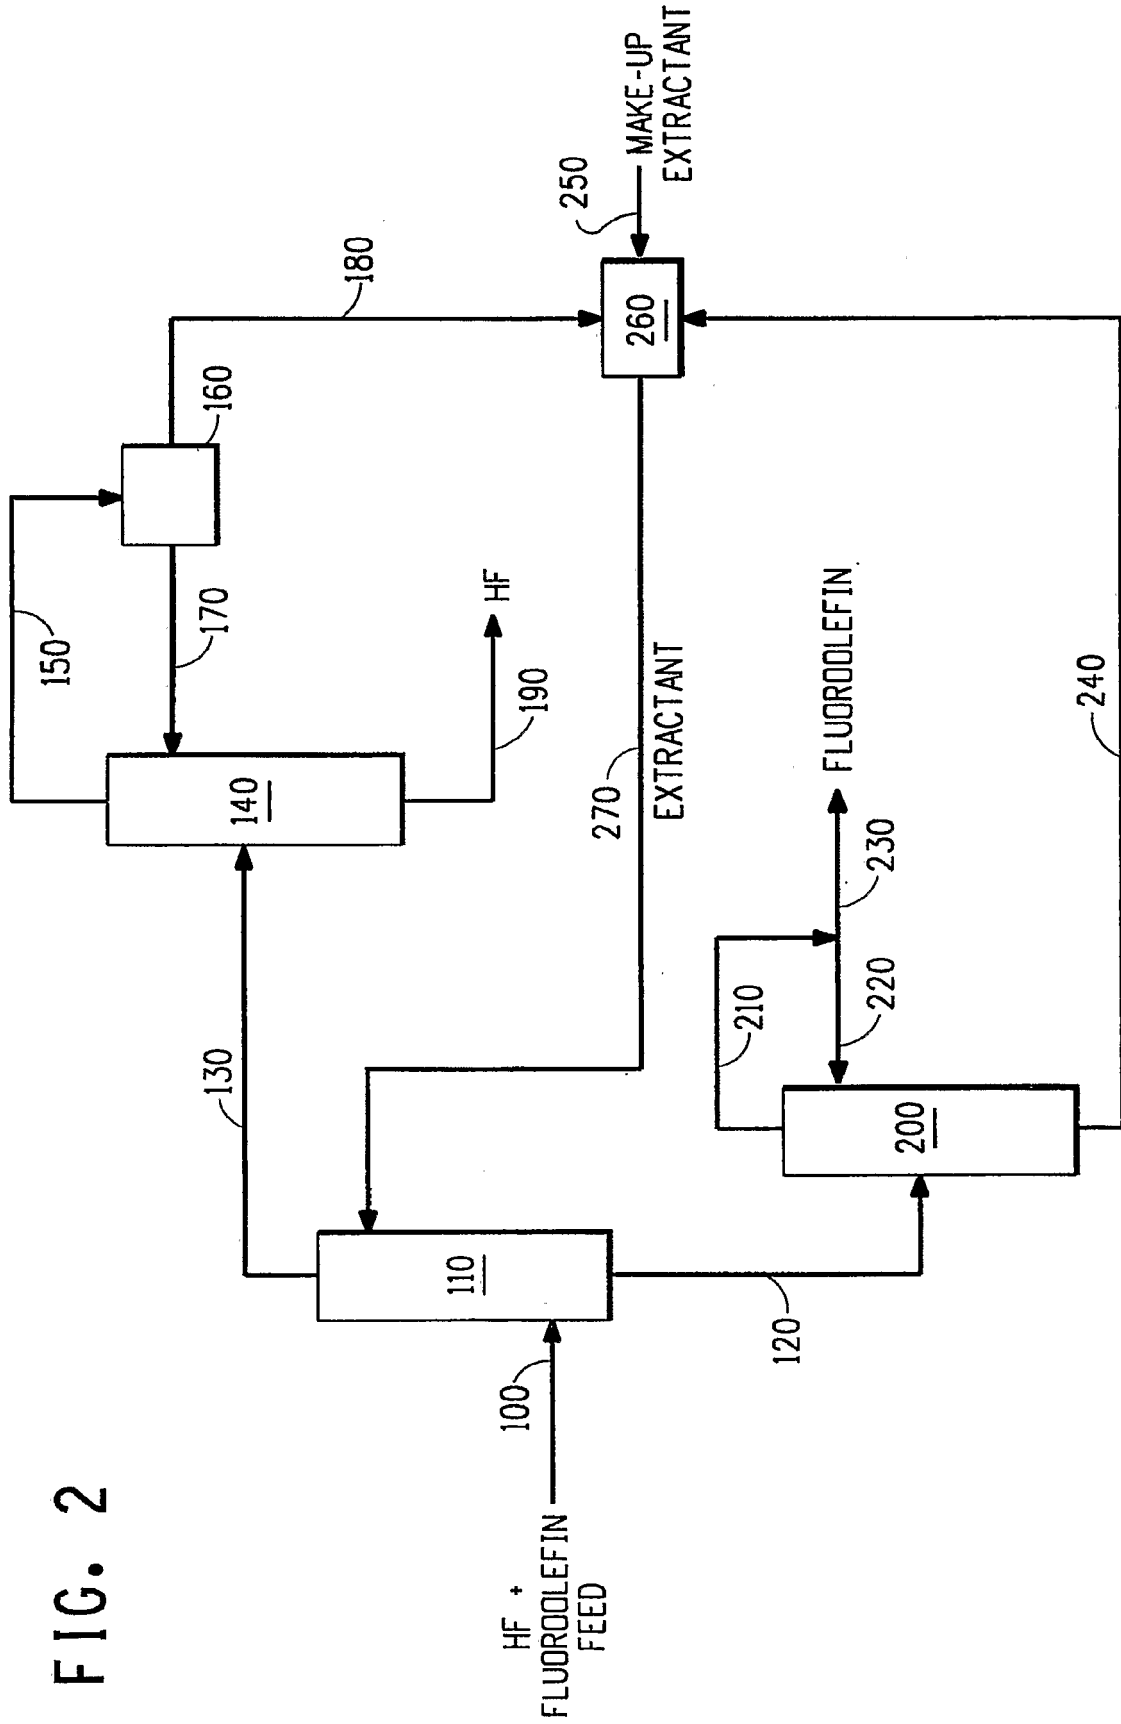 FIG. 2
150
160
180
170
140
190
HF
130
250
MAKE-UP
EXTRACTANT
260
270
EXTRACTANT
110
100
HF +
FLUOROOLEFIN
FEED
120
210
220
230
FLUOROOLEFIN
200
240